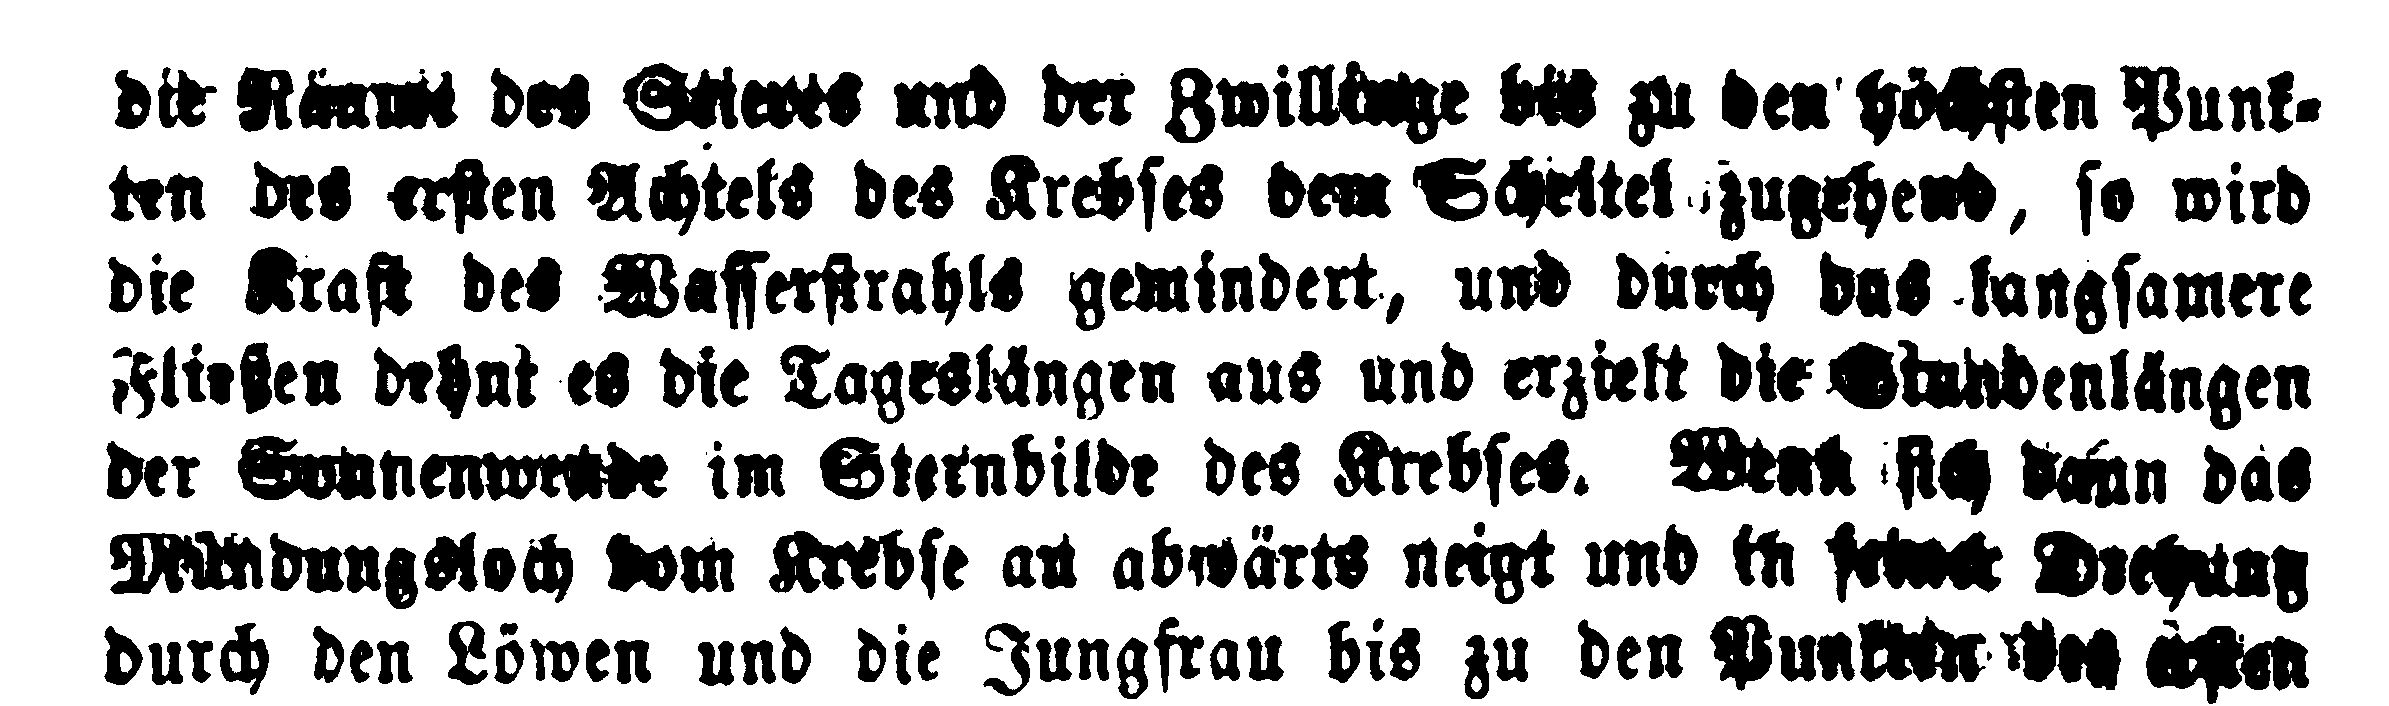 die Räume des Stieres und der Zwillinge bis zu den höchsten Punk-
ten des ersten Achtels des Krebses dem Scheitel zugehend, so wird
die Kraft des Wasserstrahls gemindert, und durch das langsamere
Fließen dehnt es die Tageslängen aus und erzielt die Stundenlängen
der Sonnenwende im Sternbilde des Krebses. Wenn sich dann das
Mündungsloch vom Krebse an abwärts neigt und in seiner Drehung
durch den Löwen und die Jungfrau bis zu den Punkten des ersten